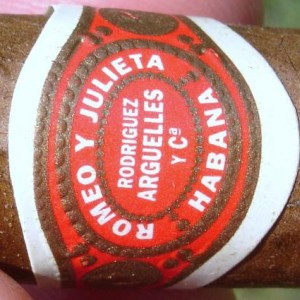 ROMEO Y JULIETA
RODRIGUEZ
ARGUELLES
Y Cª
HABANA